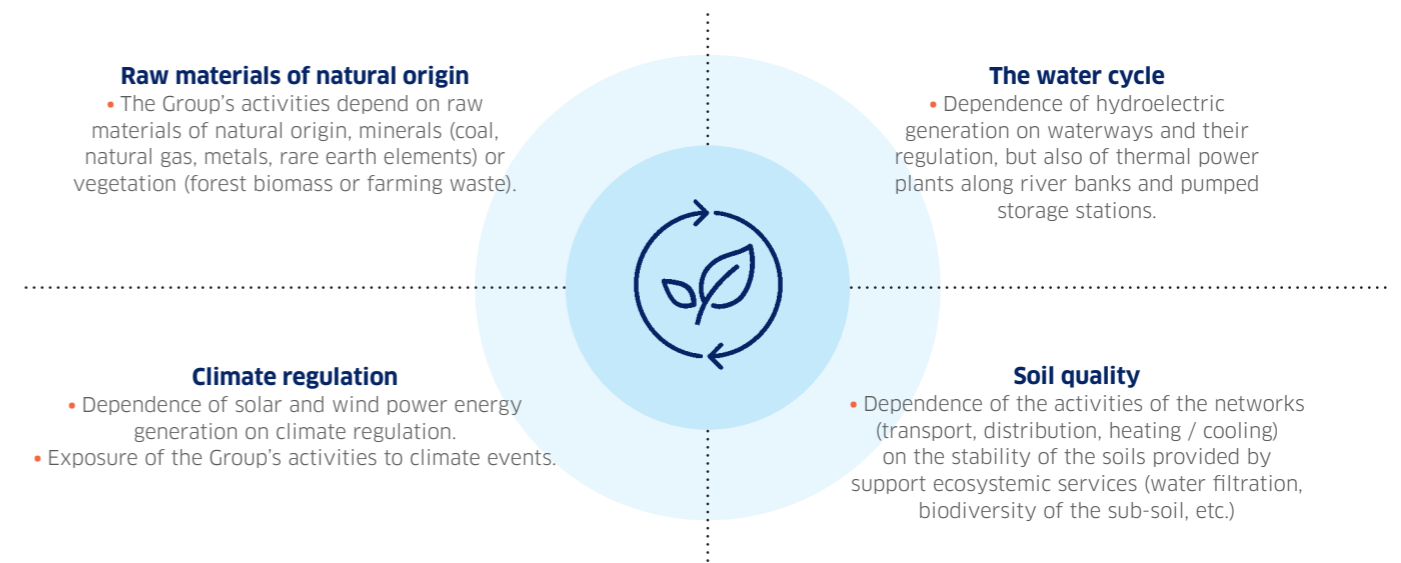 Raw materials of natural origin
• The Group's activities depend on raw
materials of natural origin, minerals (coal,
natural gas, metals, rare earth elements) or
vegetation (forest biomass or farming waste).
The water cycle
• Dependence of hydroelectric
generation on waterways and their
regulation, but also of thermal power
plants along river banks and pumped
storage stations.
Climate regulation
• Dependence of solar and wind power energy
generation on climate regulation.
• Exposure of the Group's activities to climate events.
Soil quality
• Dependence of the activities of the networks
(transport, distribution, heating / cooling)
on the stability of the soils provided by
support ecosystemic services (water filtration,
biodiversity of the sub-soil, etc.)